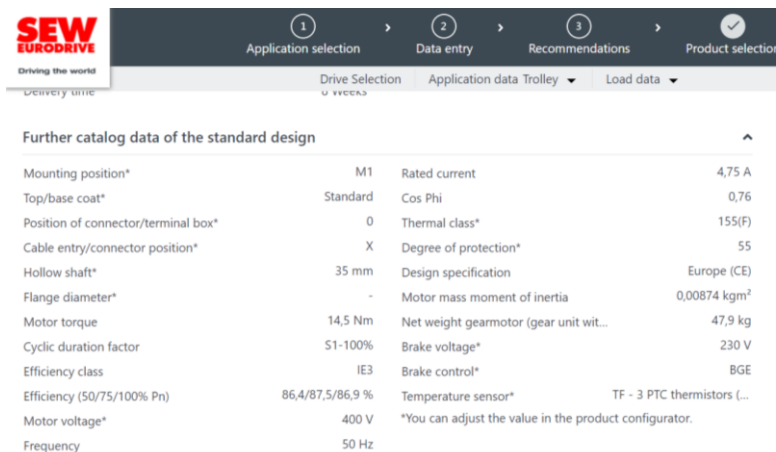 SEW
EURODRIVE
Driving the world
1 > 2 > 3 >
Application selection Data entry Recommendations Product selection
Drive Selection Application data Trolley Load data
Delivery time 6 Weeks
Further catalog data of the standard design
Mounting position* M1 Rated current 4,75 A
Top/base coat* Standard Cos Phi 0,76
Position of connector/terminal box* 0 Thermal class* 155(F)
Cable entry/connector position* X Degree of protection* 55
Hollow shaft* 35 mm Design specification Europe (CE)
Flange diameter* - Motor mass moment of inertia 0,00874 kgm²
Motor torque 14,5 Nm Net weight gearmotor (gear unit wit... 47,9 kg
Cyclic duration factor S1-100% Brake voltage* 230 V
Efficiency class IE3 Brake control* BGE
Efficiency (50/75/100% Pn) 86,4/87,5/86,9 % Temperature sensor* TF - 3 PTC thermistors (...
Motor voltage* 400 V *You can adjust the value in the product configurator.
Frequency 50 Hz